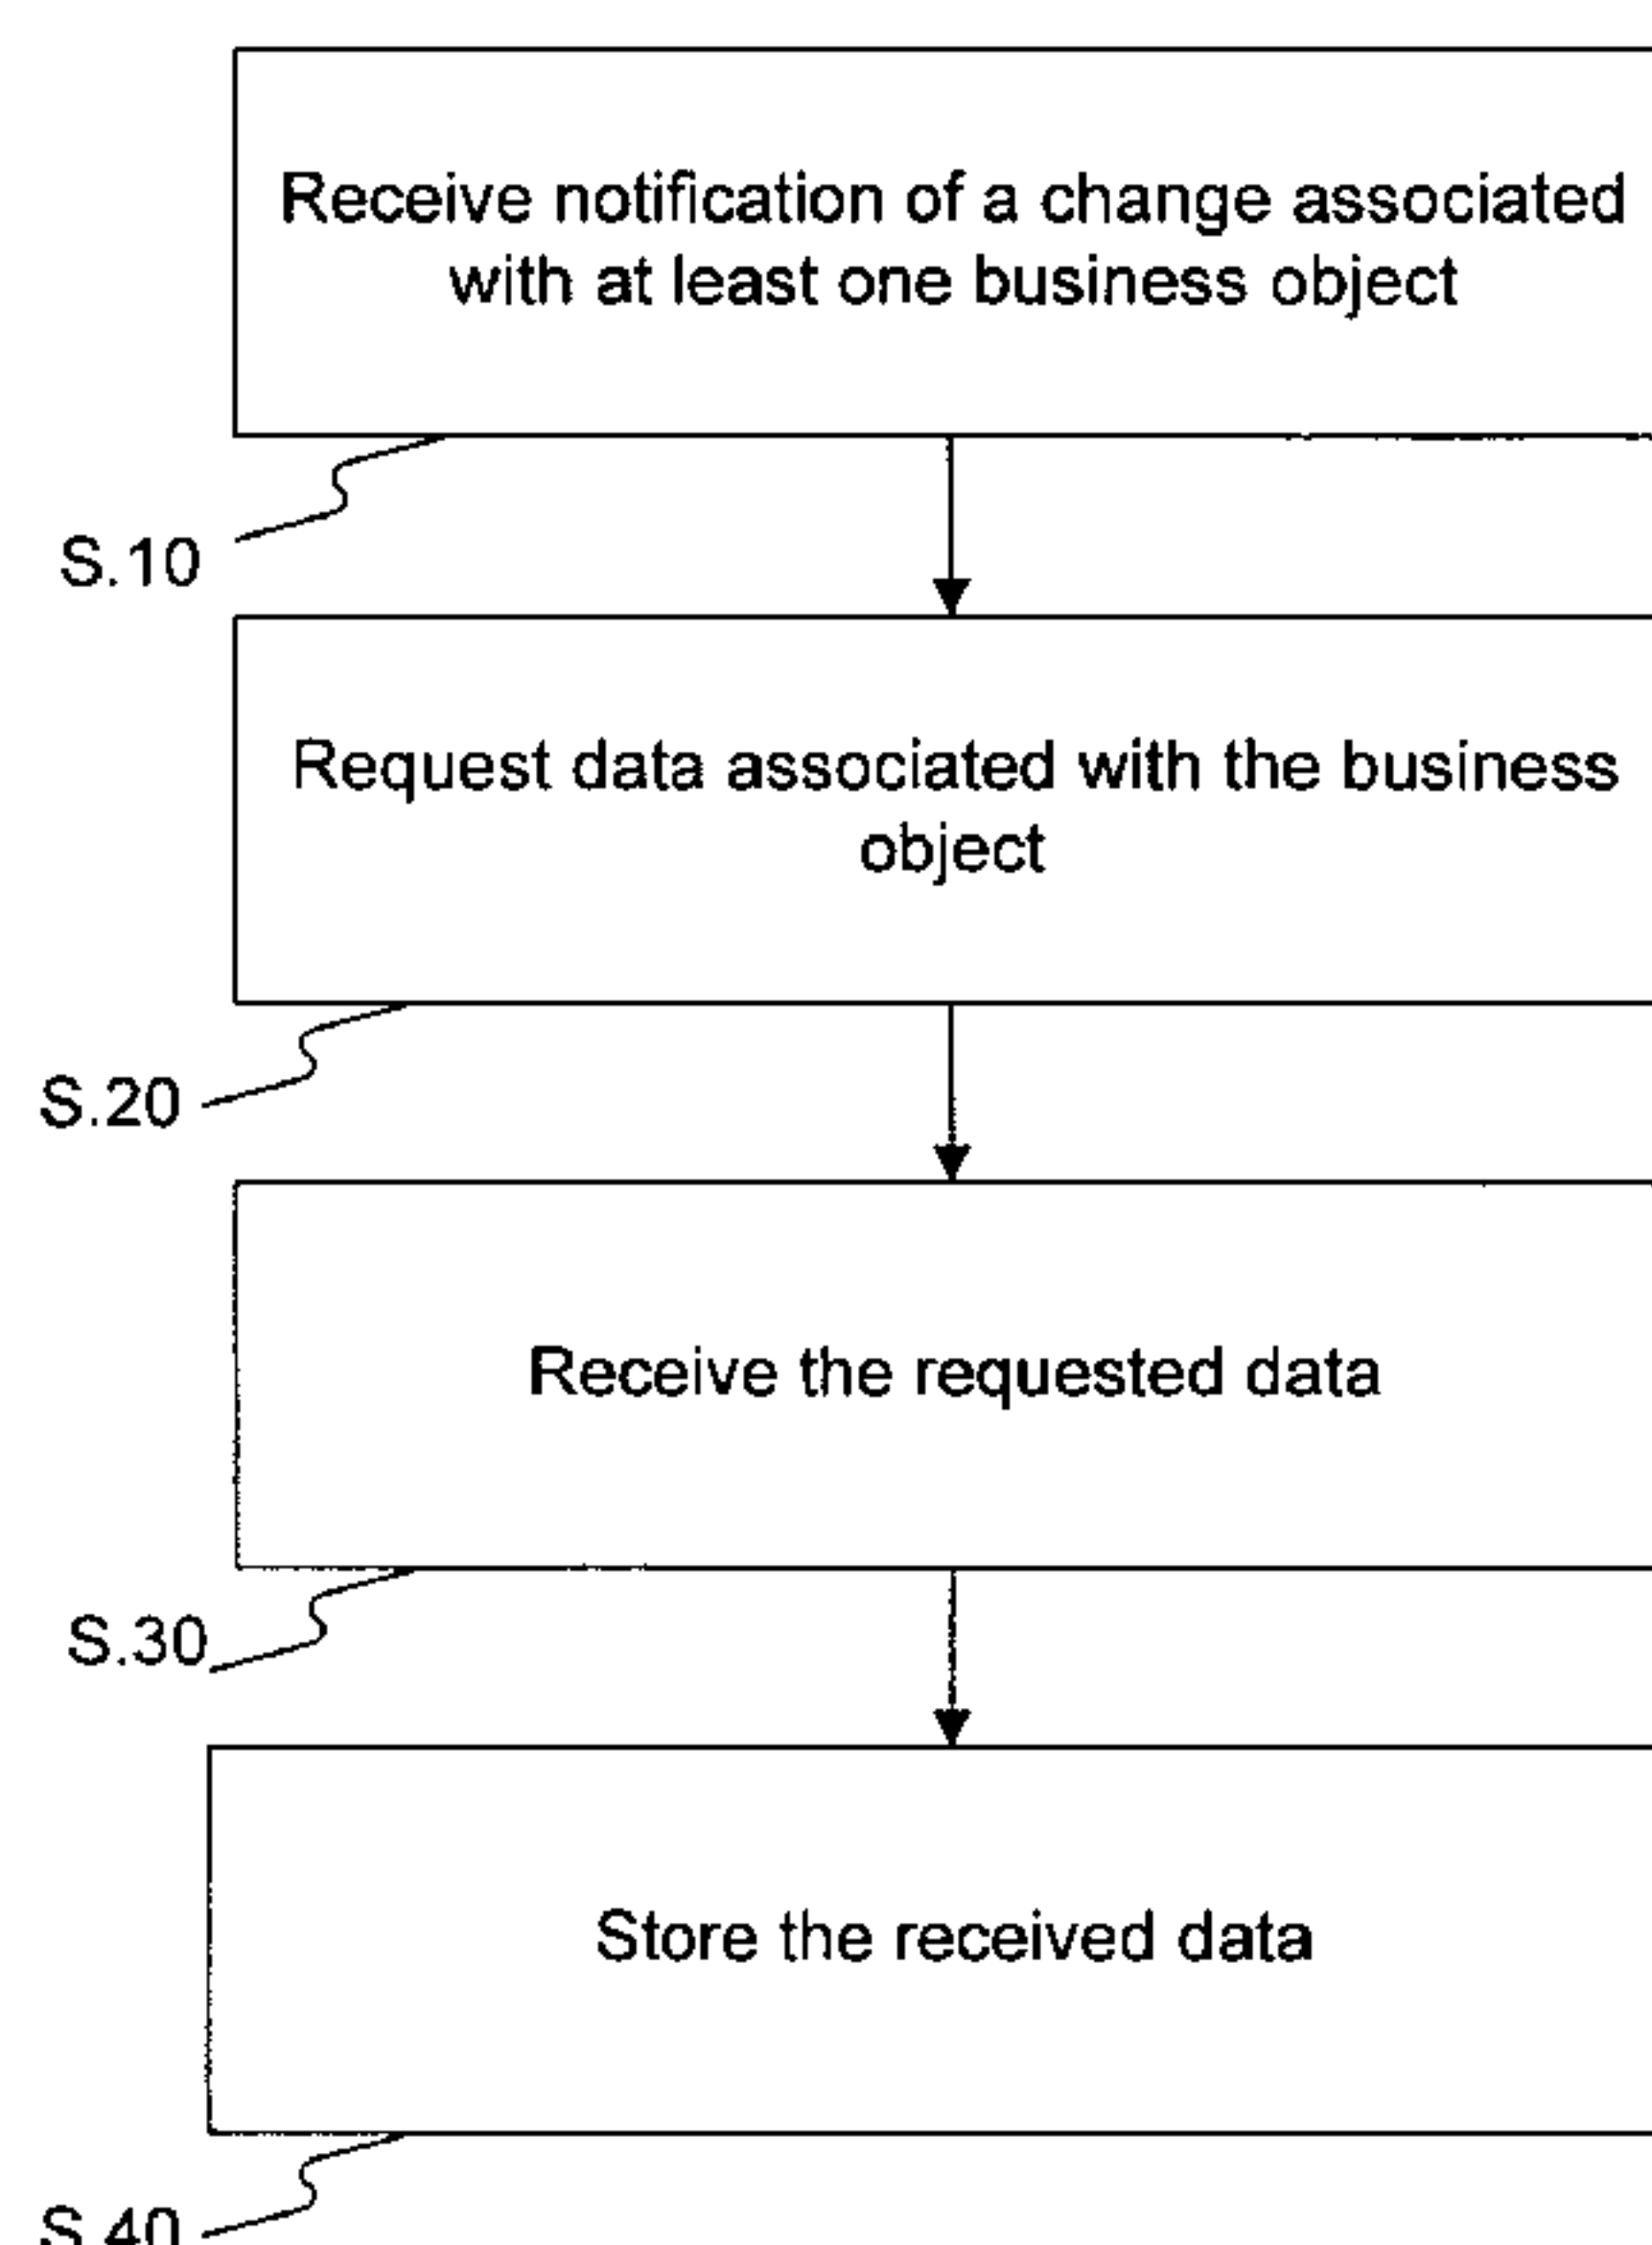 Receive notification of a change associated
with at least one business object
S.10
Request data associated with the business
object
S.20
Receive the requested data
S.30
Store the received data
S.40